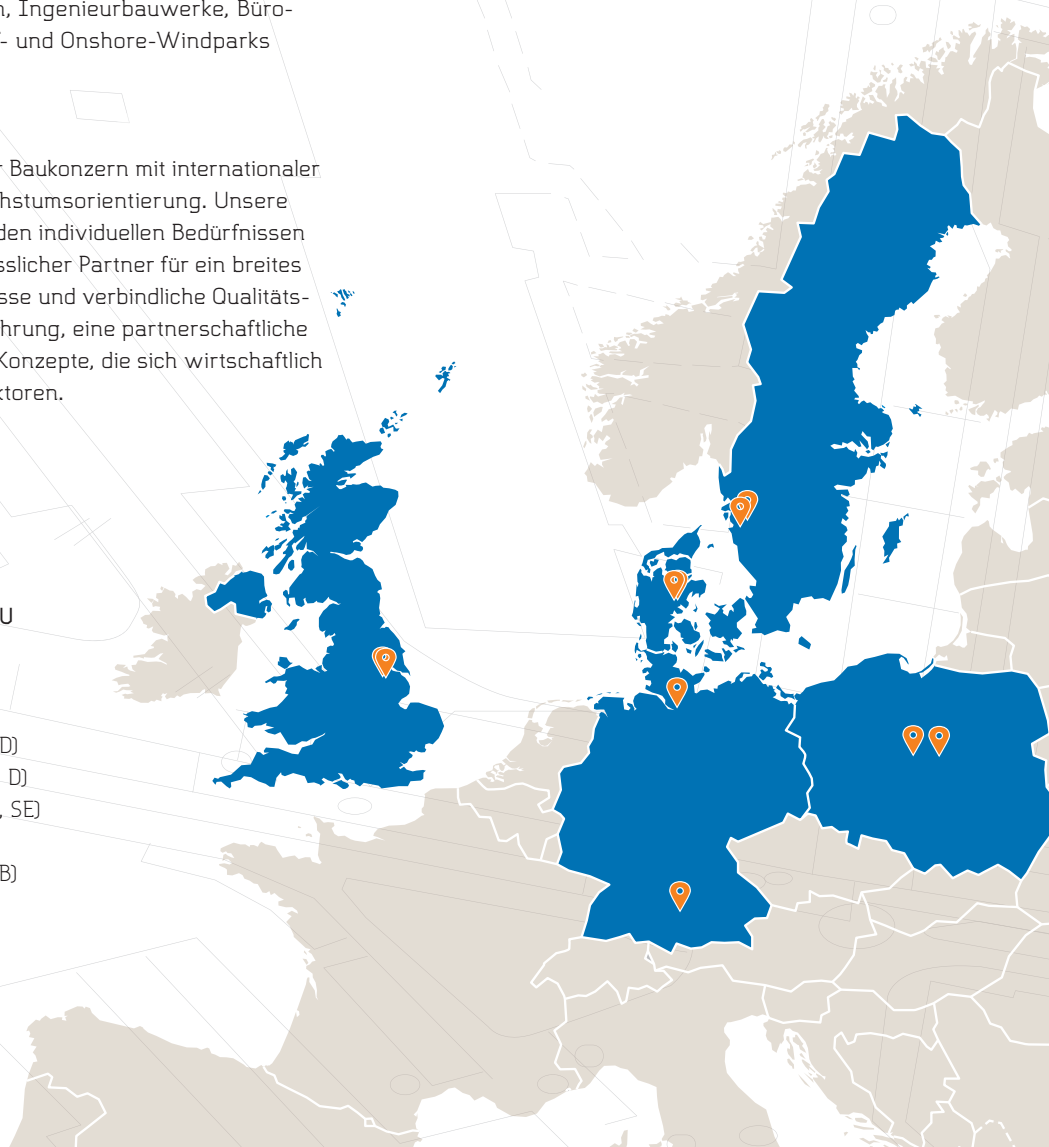 n, Ingenieurbauwerke, Büro-
- und Onshore-Windparks
r Baukonzern mit internationaler
hstumsorientierung. Unsere
den individuellen Bedürfnissen
sslicher Partner für ein breites
sse und verbindliche Qualitäts-
hrung, eine partnerschaftliche
Konzepte, die sich wirtschaftlich
ktoren.
U
D)
, D)
, SE)
B)